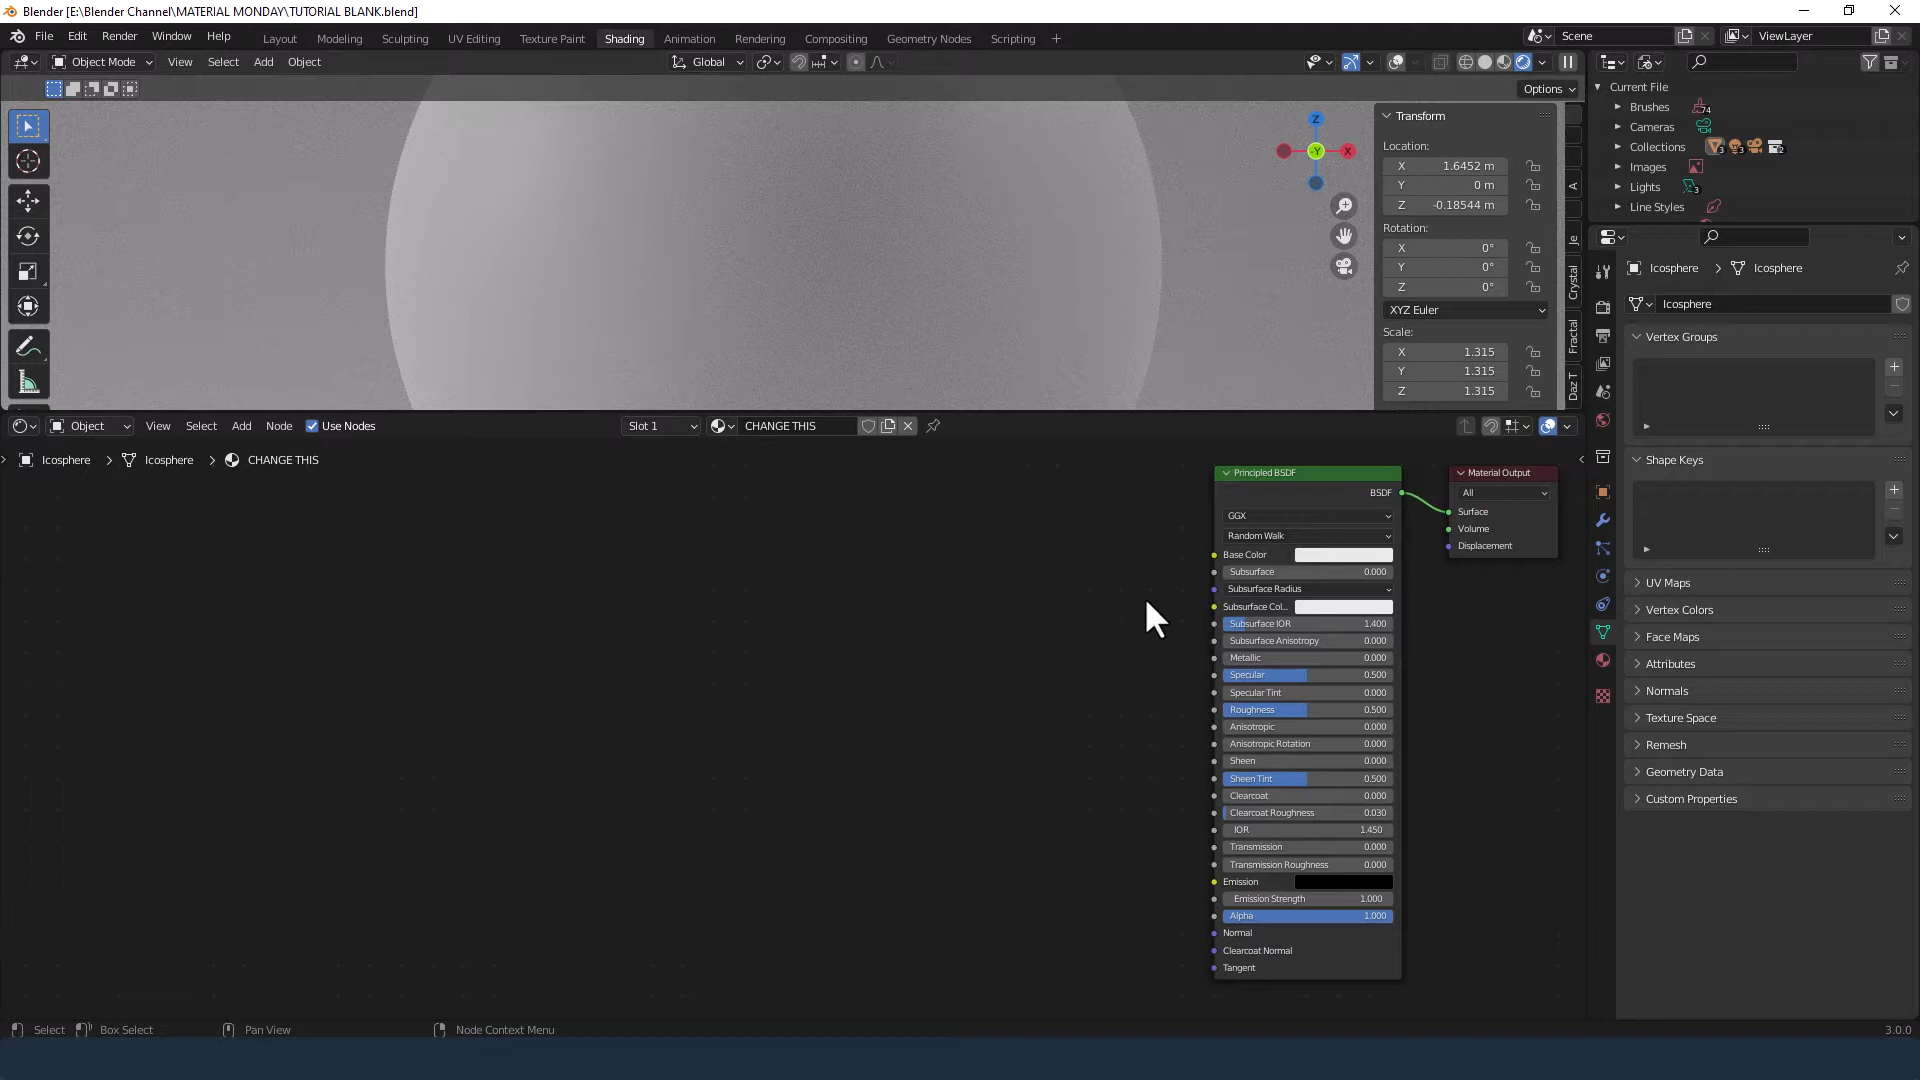 Blender [E:\Blender Channel\MATERIAL MONDAY\TUTORIAL BLANK.blend]
File Edit Render Window Help Layout Modeling Sculpting UV Editing Texture Paint Shading Animation Rendering Compositing Geometry Nodes Scripting + Scene ViewLayer
Object Mode View Select Add Object Global
Options
Current File
Brushes 74
Cameras
Collections 3 3 2
Images
Lights 3
Line Styles
Z
-Y
X
Transform
Location:
X 1.6452 m
Y 0 m
Z -0.18544 m
Rotation:
X 0°
Y 0°
Z 0°
XYZ Euler
Scale:
X 1.315
Y 1.315
Z 1.315
A
Je
Crystal
Fractal
Daz T
Icosphere > Icosphere
Icosphere
Vertex Groups
Shape Keys
UV Maps
Vertex Colors
Face Maps
Attributes
Normals
Texture Space
Remesh
Geometry Data
Custom Properties
Object View Select Add Node Use Nodes Slot 1 CHANGE THIS
Icosphere > Icosphere > CHANGE THIS
Principled BSDF
BSDF
GGX
Random Walk
Base Color
Subsurface 0.000
Subsurface Radius
Subsurface Col...
Subsurface IOR 1.400
Subsurface Anisotropy 0.000
Metallic 0.000
Specular 0.500
Specular Tint 0.000
Roughness 0.500
Anisotropic 0.000
Anisotropic Rotation 0.000
Sheen 0.000
Sheen Tint 0.500
Clearcoat 0.000
Clearcoat Roughness 0.030
IOR 1.450
Transmission 0.000
Transmission Roughness 0.000
Emission
Emission Strength 1.000
Alpha 1.000
Normal
Clearcoat Normal
Tangent
Material Output
All
Surface
Volume
Displacement
Select Box Select Pan View Node Context Menu 3.0.0